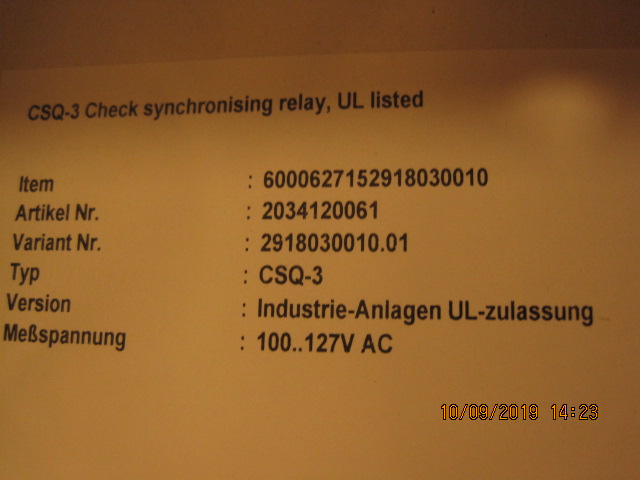 CSQ-3 Check synchronising relay, UL listed
Item : 6000627152918030010
Artikel Nr. : 2034120061
Variant Nr. : 2918030010.01
Typ : CSQ-3
Version : Industrie-Anlagen UL-zulassung
Meßspannung : 100..127V AC
10/09/2019 14:23